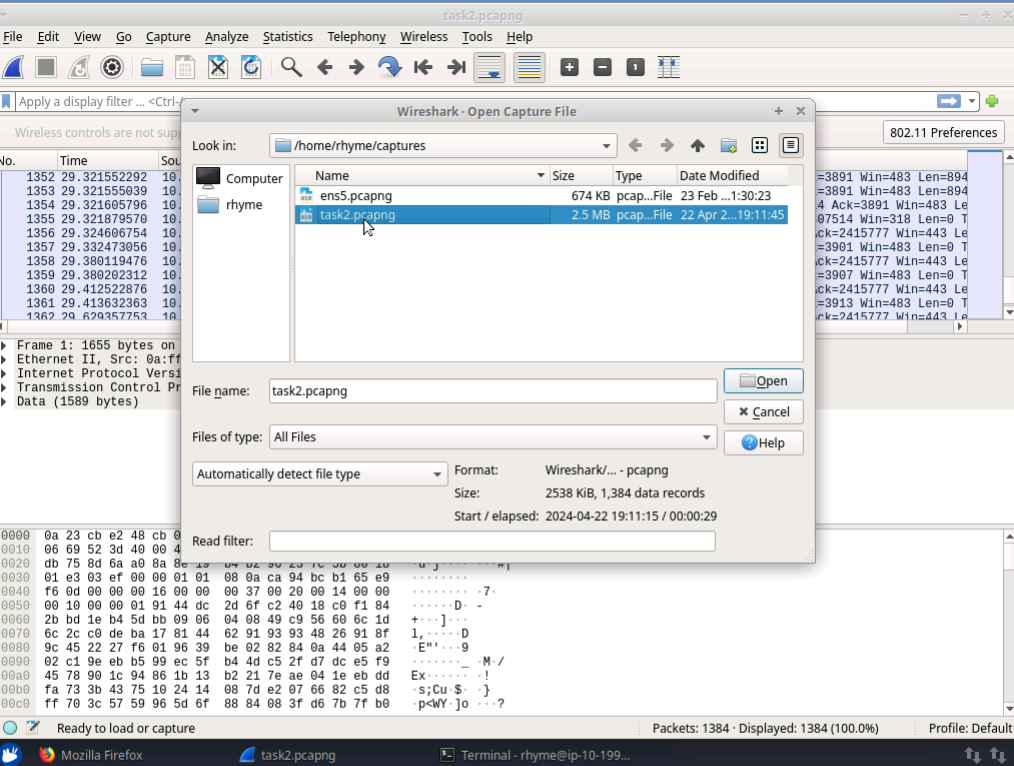 task2.pcapng
File Edit View Go Capture Analyze Statistics Telephony Wireless Tools Help
Apply a display filter ... <Ctrl-/
Wireless controls are not sup
802.11 Preferences
No. Time Sou
1352 29.321552292 10.
1353 29.321555039 10.
1354 29.321605796 10.
1355 29.321879570 10.
1356 29.324606754 10.
1357 29.332473056 10.
1358 29.380119476 10.
1359 29.380202312 10.
1360 29.412522876 10.
1361 29.413632363 10.
1362 29.629357753 10.
=3891 Win=483 Len=894
=3891 Win=483 Len=894
4 Ack=3891 Win=483 Le
07514 Win=318 Len=0 T
ck=2415777 Win=443 Le
=3901 Win=483 Len=0 T
ck=2415777 Win=443 Le
=3907 Win=483 Len=0 T
ck=2415777 Win=443 Le
=3913 Win=483 Len=0 T
ck=2415777 Win=443 Le
Wireshark · Open Capture File
Look in: /home/rhyme/captures
Computer
rhyme
Name Size Type Date Modified
ens5.pcapng 674 KB pcap...File 23 Feb ...1:30:23
task2.pcapng 2.5 MB pcap...File 22 Apr 2...19:11:45
File name: task2.pcapng
Open
Cancel
Files of type: All Files
Help
Automatically detect file type
Format: Wireshark/... - pcapng
Size: 2538 KiB, 1,384 data records
Start / elapsed: 2024-04-22 19:11:15 / 00:00:29
Read filter:
Frame 1: 1655 bytes on
Ethernet II, Src: 0a:ff
Internet Protocol Versi
Transmission Control Pr
Data (1589 bytes)
0000 0a 23 cb e2 48 cb 0
0010 06 69 52 3d 40 00 4
0020 db 75 8d 6a a0 8a 8e 19
0030 01 e3 03 ef 00 00 01 01 08 0a ca 94 bc b1 65 e9 ········ ········
0040 f6 0d 00 00 00 16 00 00 00 37 00 20 00 14 00 00 ········ ·7· ····
0050 00 10 00 00 01 91 44 dc 2d 6f c2 40 18 c0 f1 84 ······D· -
0060 2b bd 1e b4 5d bb 09 06 04 08 49 c9 56 60 6c 1d +···]···
0070 6c 2c c0 de ba 17 81 44 62 91 93 93 48 26 91 8f l,·····D
0080 9c 45 22 27 f6 01 96 39 be 02 82 84 0a 44 05 a2 ·E"'···9
0090 02 c1 9e eb b5 99 ec 5f b4 4d c5 2f d7 dc e5 f9 ·······_ ·M·/
00a0 45 78 90 1c 94 86 1b 13 b2 21 7e ae 04 1e eb dd Ex······ ·!
00b0 fa 73 3b 43 75 10 24 14 08 7d e2 07 66 82 c5 d8 ·s;Cu·$· ·}
00c0 ff 70 3c 57 59 96 5d 6f 88 84 08 3f d6 7b 7f b0 ·p<WY·]o ···?
Ready to load or capture
Packets: 1384 · Displayed: 1384 (100.0%)
Profile: Default
Mozilla Firefox
task2.pcapng
Terminal - rhyme@ip-10-199...